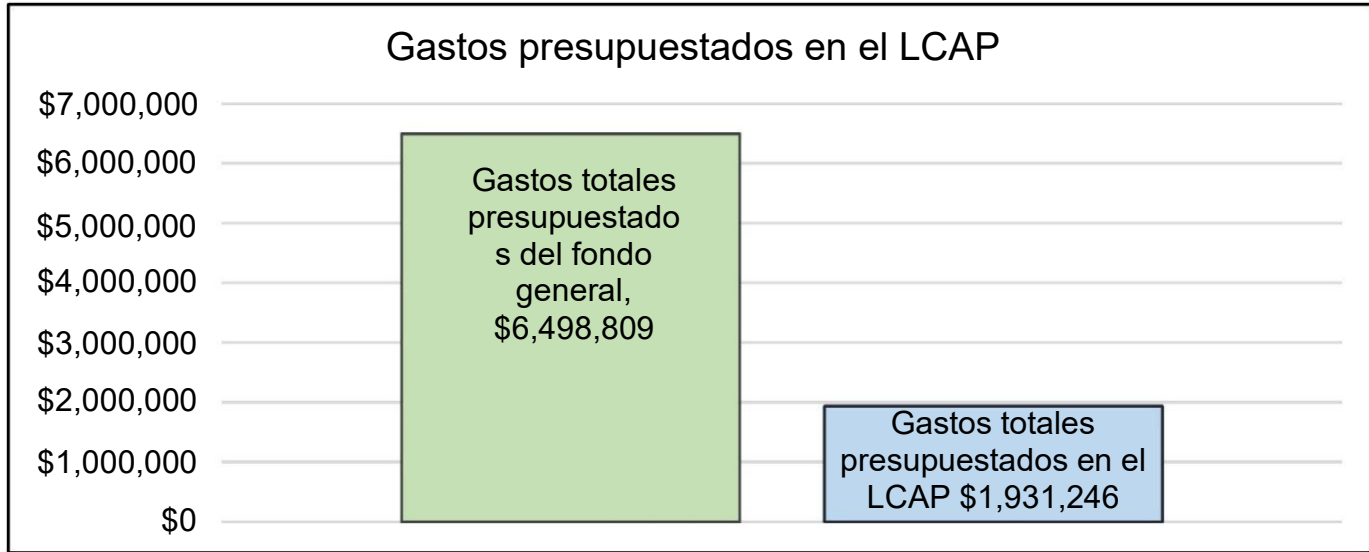 Gastos presupuestados en el LCAP
$7,000,000
$6,000,000
$5,000,000
$4,000,000
$3,000,000
$2,000,000
$1,000,000
$0
Gastos totales
presupuestado
s del fondo
general,
$6,498,809
Gastos totales
presupuestados en el
LCAP $1,931,246